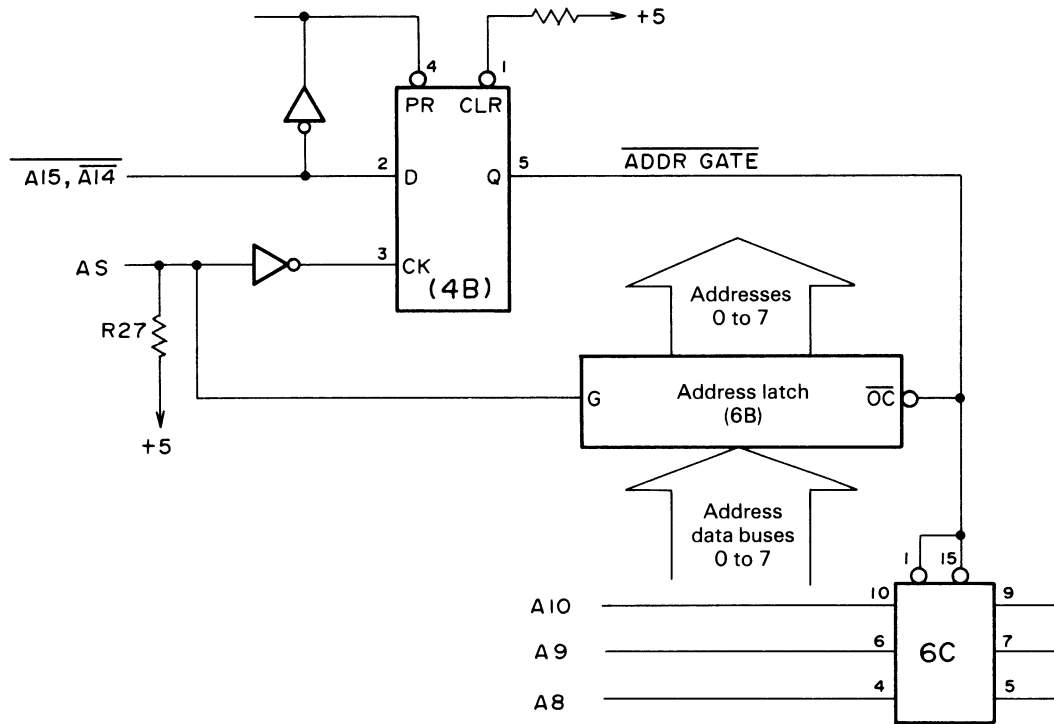 +5
4
1
PR
CLR
A15, A̅1̅4̅
2
D
Q
5
ADDR GATE
AS
3
CK
(4B)
R27
+5
Addresses
0 to 7
G
Address latch
(6B)
OC
Address
data buses
0 to 7
1
15
A10
10
9
A9
6
6C
7
A8
4
5